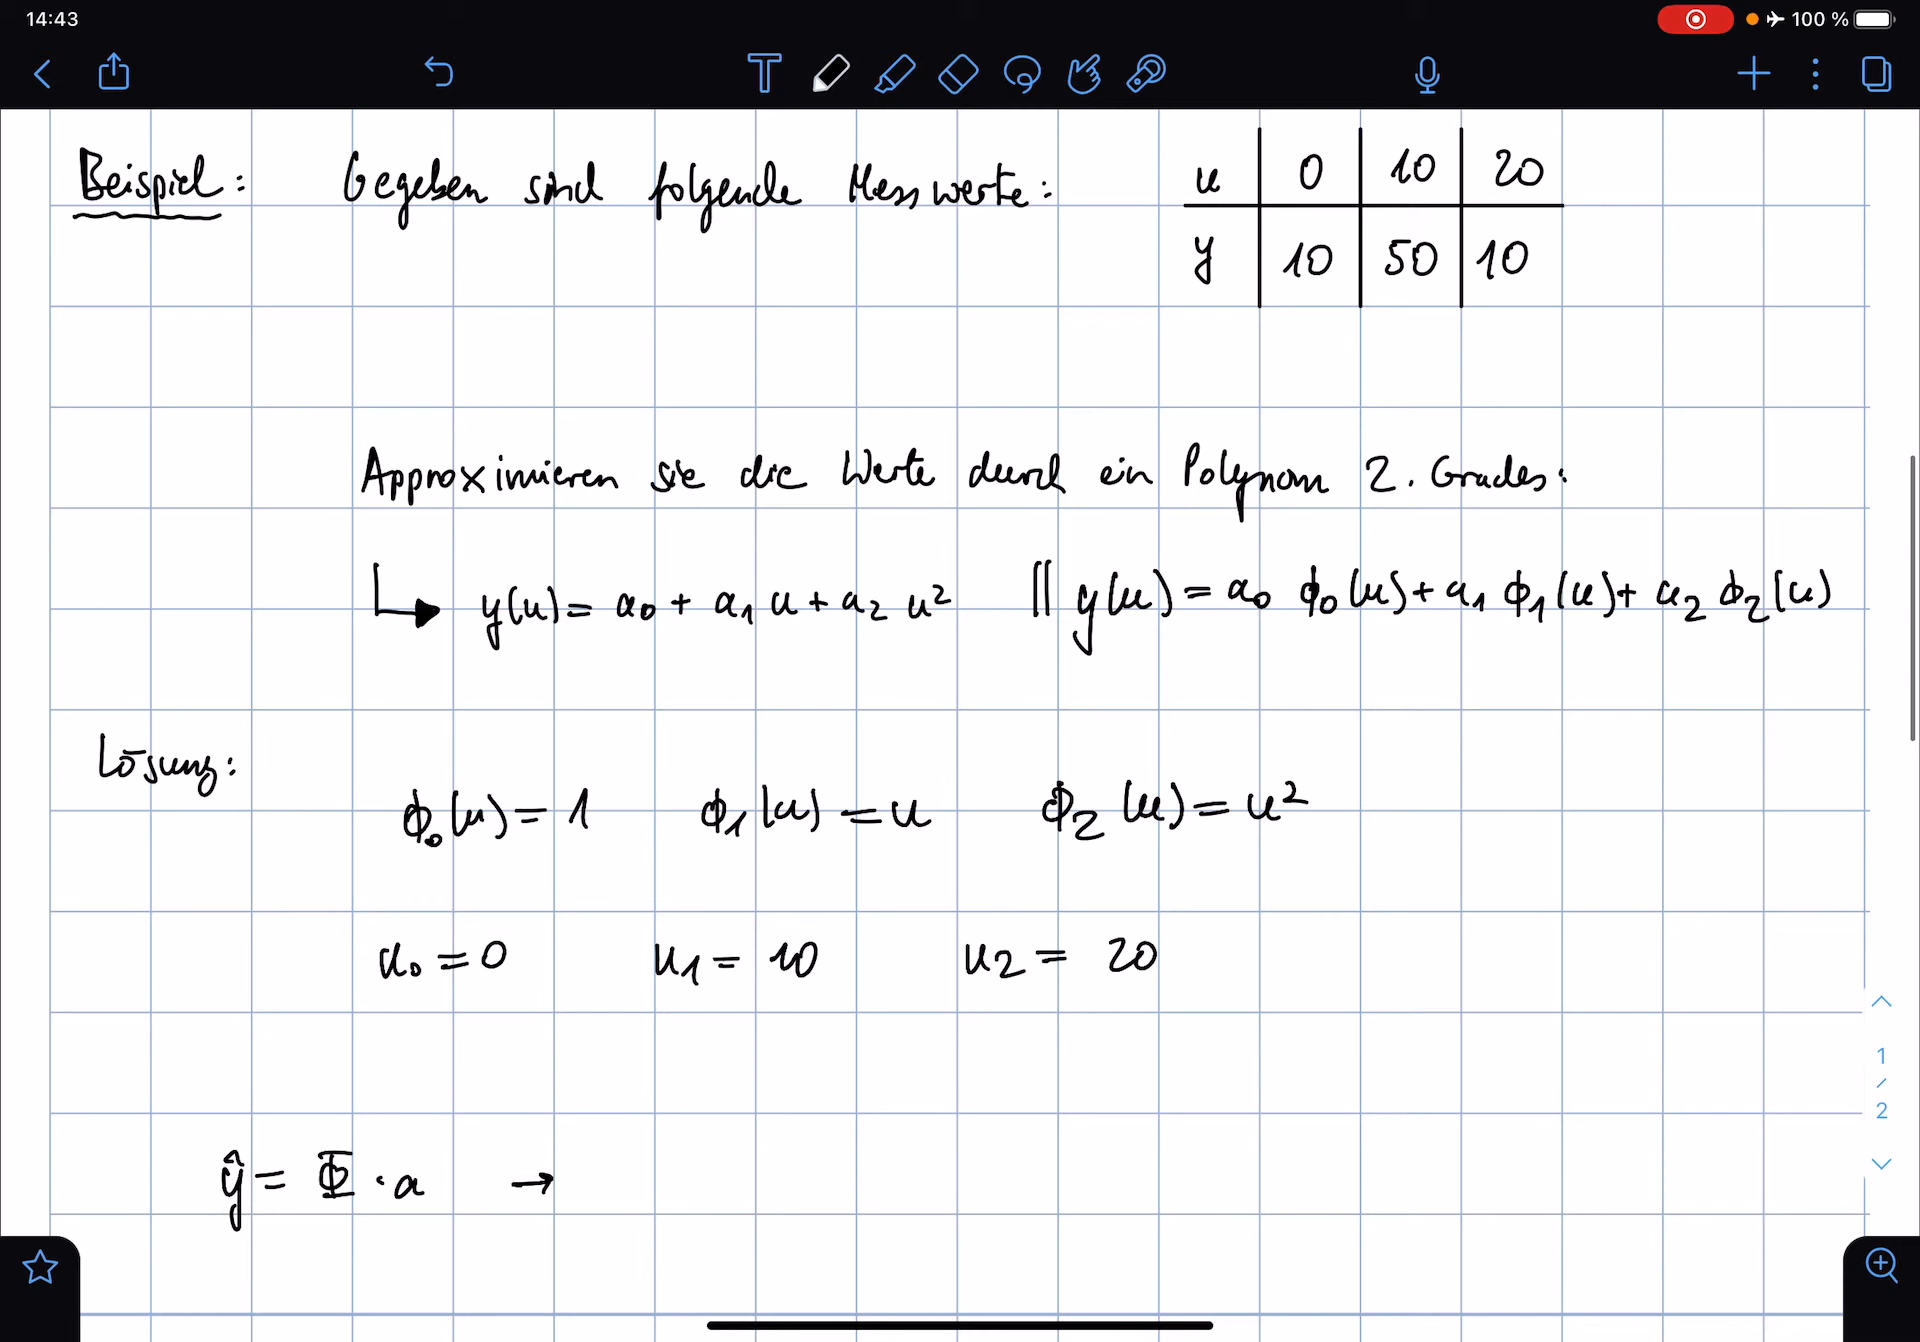 14:43
100 %
Beispiel: Gegeben sind folgende Messwerte:
u | 0 | 10 | 20
y | 10 | 50 | 10
Approximieren sie die Werte durch ein Polynom 2. Grades:
↳ y(u) = a₀ + a₁ u + a₂ u² || y(u) = a₀ ϕ₀(u) + a₁ ϕ₁(u) + a₂ ϕ₂(u)
Lösung:
ϕ₀(u) = 1 ϕ₁(u) = u ϕ₂(u) = u²
u₀ = 0 u₁ = 10 u₂ = 20
ŷ = Φ · a →
1
/
2